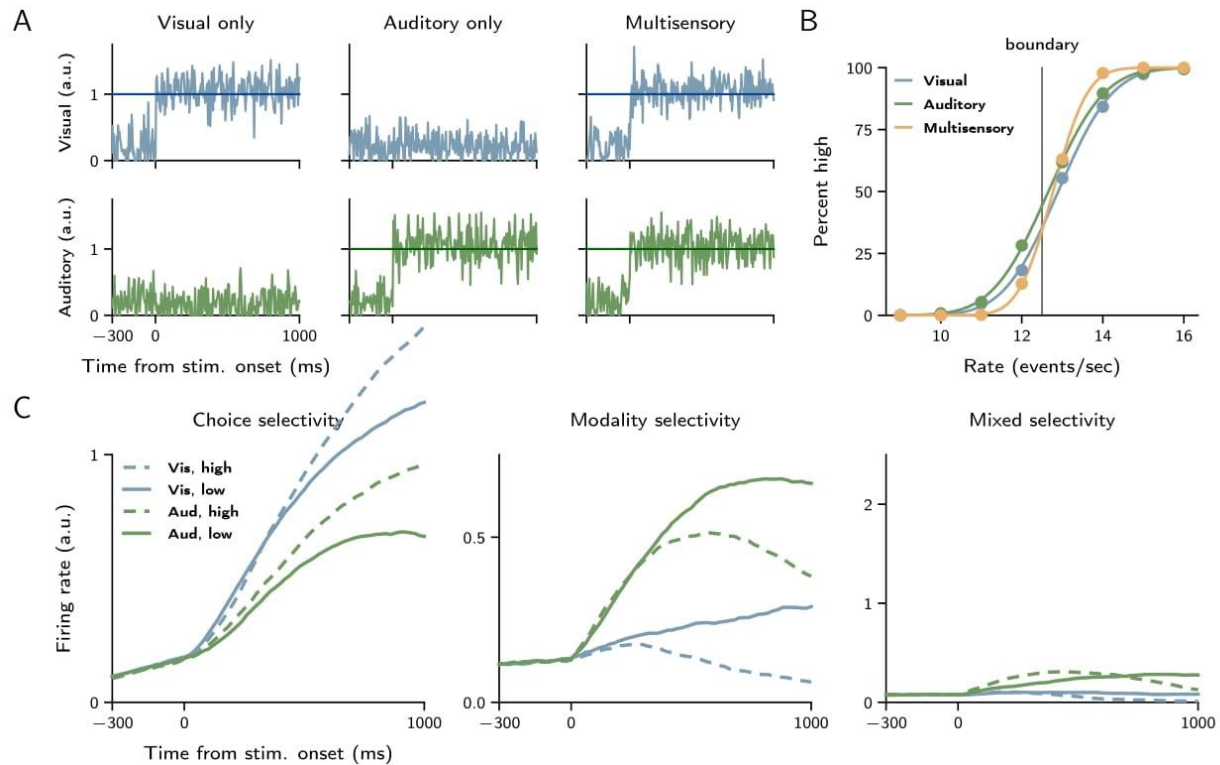 A
Visual only
Auditory only
Multisensory
Visual (a.u.)
1
0
Auditory (a.u.)
1
0
−300
0
1000
Time from stim. onset (ms)
B
boundary
Visual
Auditory
Multisensory
Percent high
100
75
50
25
0
10
12
14
16
Rate (events/sec)
C
Choice selectivity
Modality selectivity
Mixed selectivity
Vis, high
Vis, low
Aud, high
Aud, low
Firing rate (a.u.)
1
0
−300
0
1000
Time from stim. onset (ms)
0.5
0.0
−300
0
1000
2
1
0
−300
0
1000